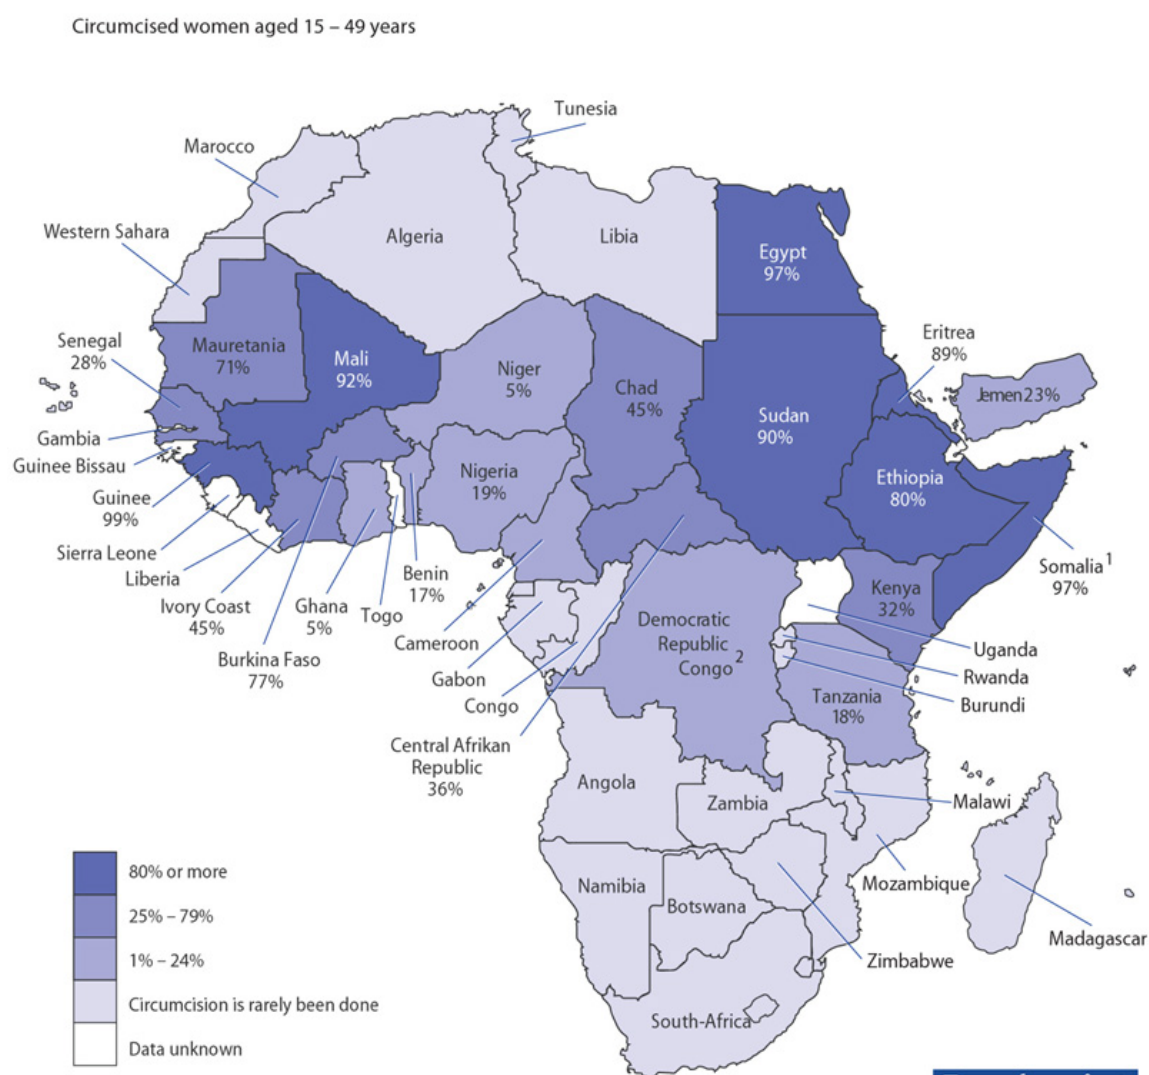 Circumcised women aged 15 – 49 years
Tunesia
Marocco
Western Sahara
Algeria
Libia
Egypt
97%
Senegal
28%
Mauretania
71%
Mali
92%
Niger
5%
Chad
45%
Sudan
90%
Eritrea
89%
Jemen23%
Gambia
Guinee Bissau
Guinee
99%
Nigeria
19%
Ethiopia
80%
Sierra Leone
Liberia
Ivory Coast
45%
Ghana
5%
Togo
Benin
17%
Burkina Faso
77%
Cameroon
Gabon
Congo
Central Afrikan
Republic
36%
Democratic
Republic
Congo 2
Kenya
32%
Somalia 1
97%
Uganda
Rwanda
Burundi
Tanzania
18%
Angola
Zambia
Malawi
Mozambique
Namibia
Botswana
Zimbabwe
Madagascar
South-Africa
80% or more
25% – 79%
1% – 24%
Circumcision is rarely been done
Data unknown